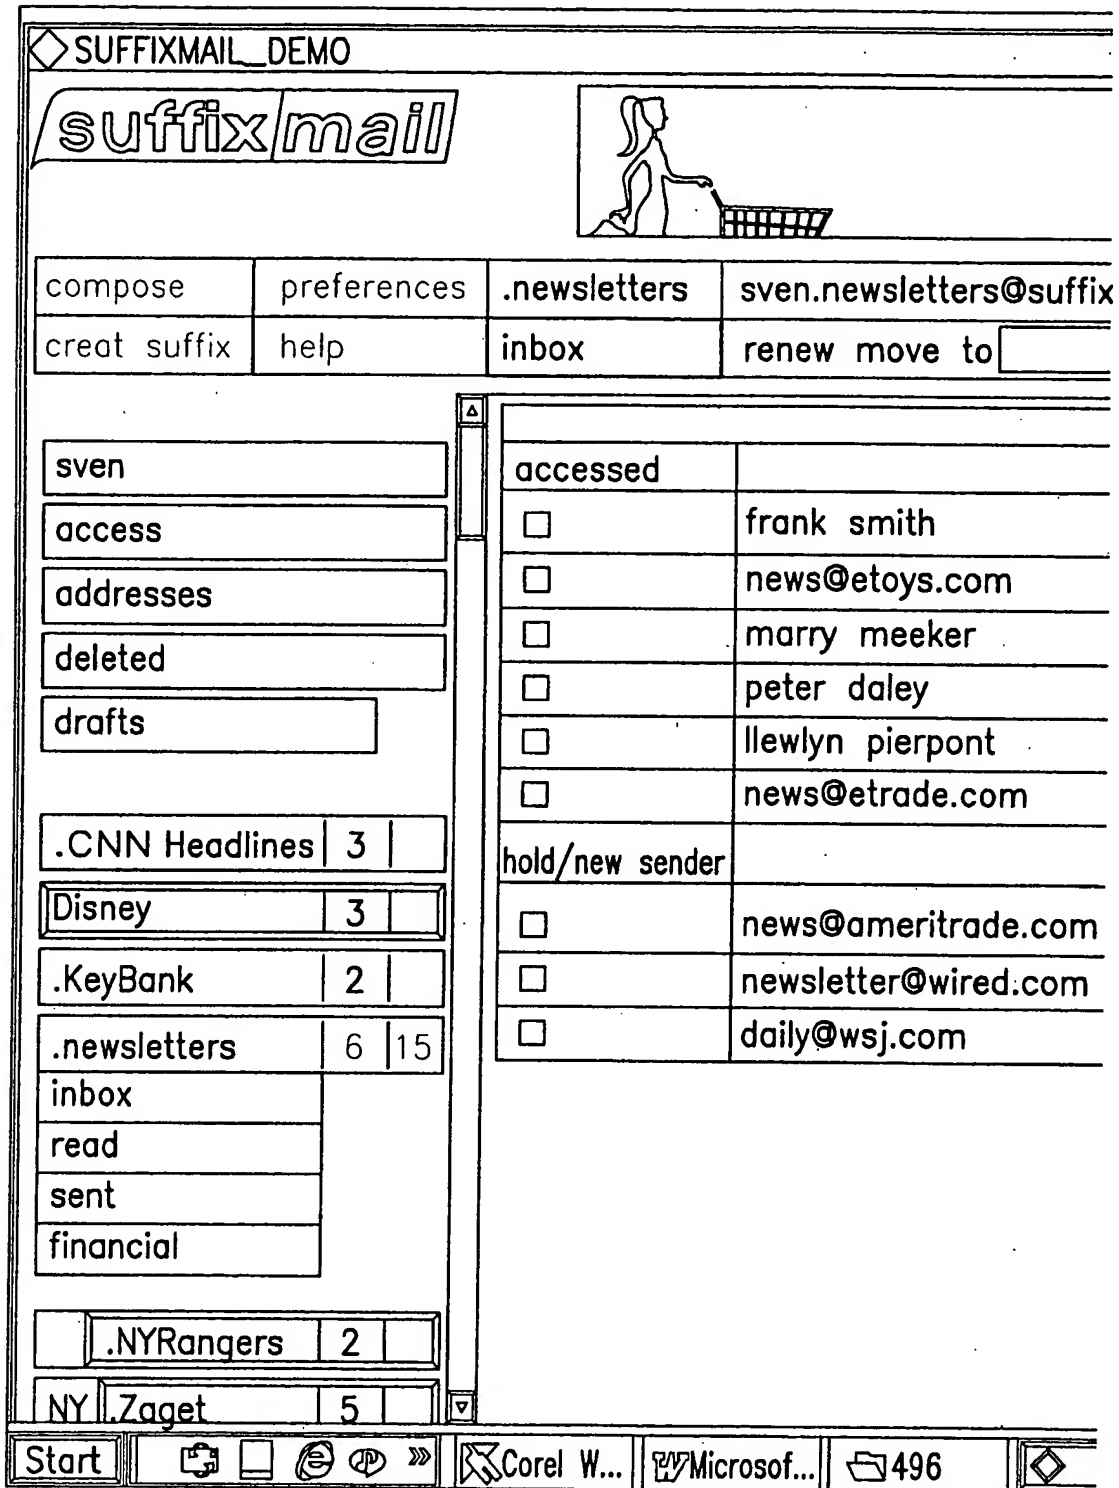 SUFFIXMAIL_DEMO
suffix mail
compose preferences .newsletters sven.newsletters@suffix
creat suffix help inbox renew move to
sven
access
addresses
deleted
drafts
.CNN Headlines 3
Disney 3
.KeyBank 2
.newsletters 6 15
inbox
read
sent
financial
.NYRangers 2
NY .Zaget 5
accessed
frank smith
news@etoys.com
marry meeker
peter daley
llewlyn pierpont
news@etrade.com
hold/new sender
news@ameritrade.com
newsletter@wired.com
daily@wsj.com
Start Corel W... Microsof... 496